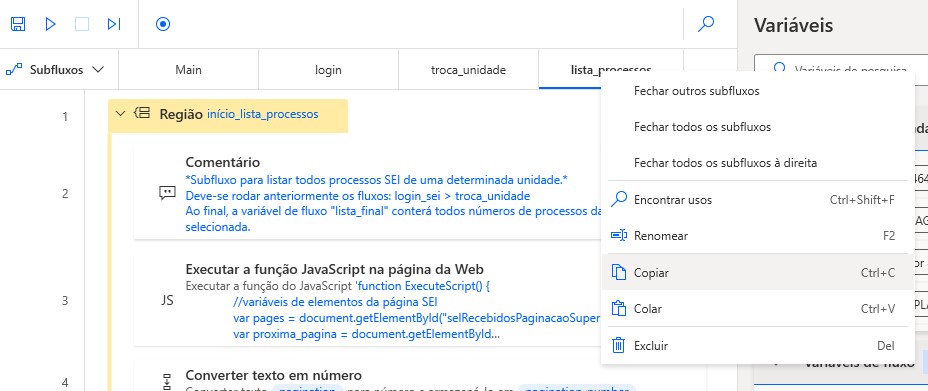 Variáveis
Subfluxos
Main
login
troca_unidade
lista_processos
Variáveis de pesquisa
1
Região início_lista_processos
Fechar outros subfluxos
Fechar todos os subfluxos
Fechar todos os subfluxos à direita
Encontrar usos Ctrl+Shift+F
Renomear F2
Copiar Ctrl+C
Colar Ctrl+V
Excluir Del
2
Comentário
*Subfluxo para listar todos processos SEI de uma determinada unidade.*
Deve-se rodar anteriormente os fluxos: login_sei > troca_unidade
Ao final, a variável de fluxo "lista_final" conterá todos números de processos da
selecionada.
3
JS
Executar a função JavaScript na página da Web
Executar a função do JavaScript 'function ExecuteScript() {
//variáveis de elementos da página SEI
var pages = document.getElementById("selRecebidosPaginacaoSuper
var proxima_pagina = document.getElementById...
4
Converter texto em número
Converter texto pagination para número e armazená-lo em pagination_number
Variáveis de fluxo